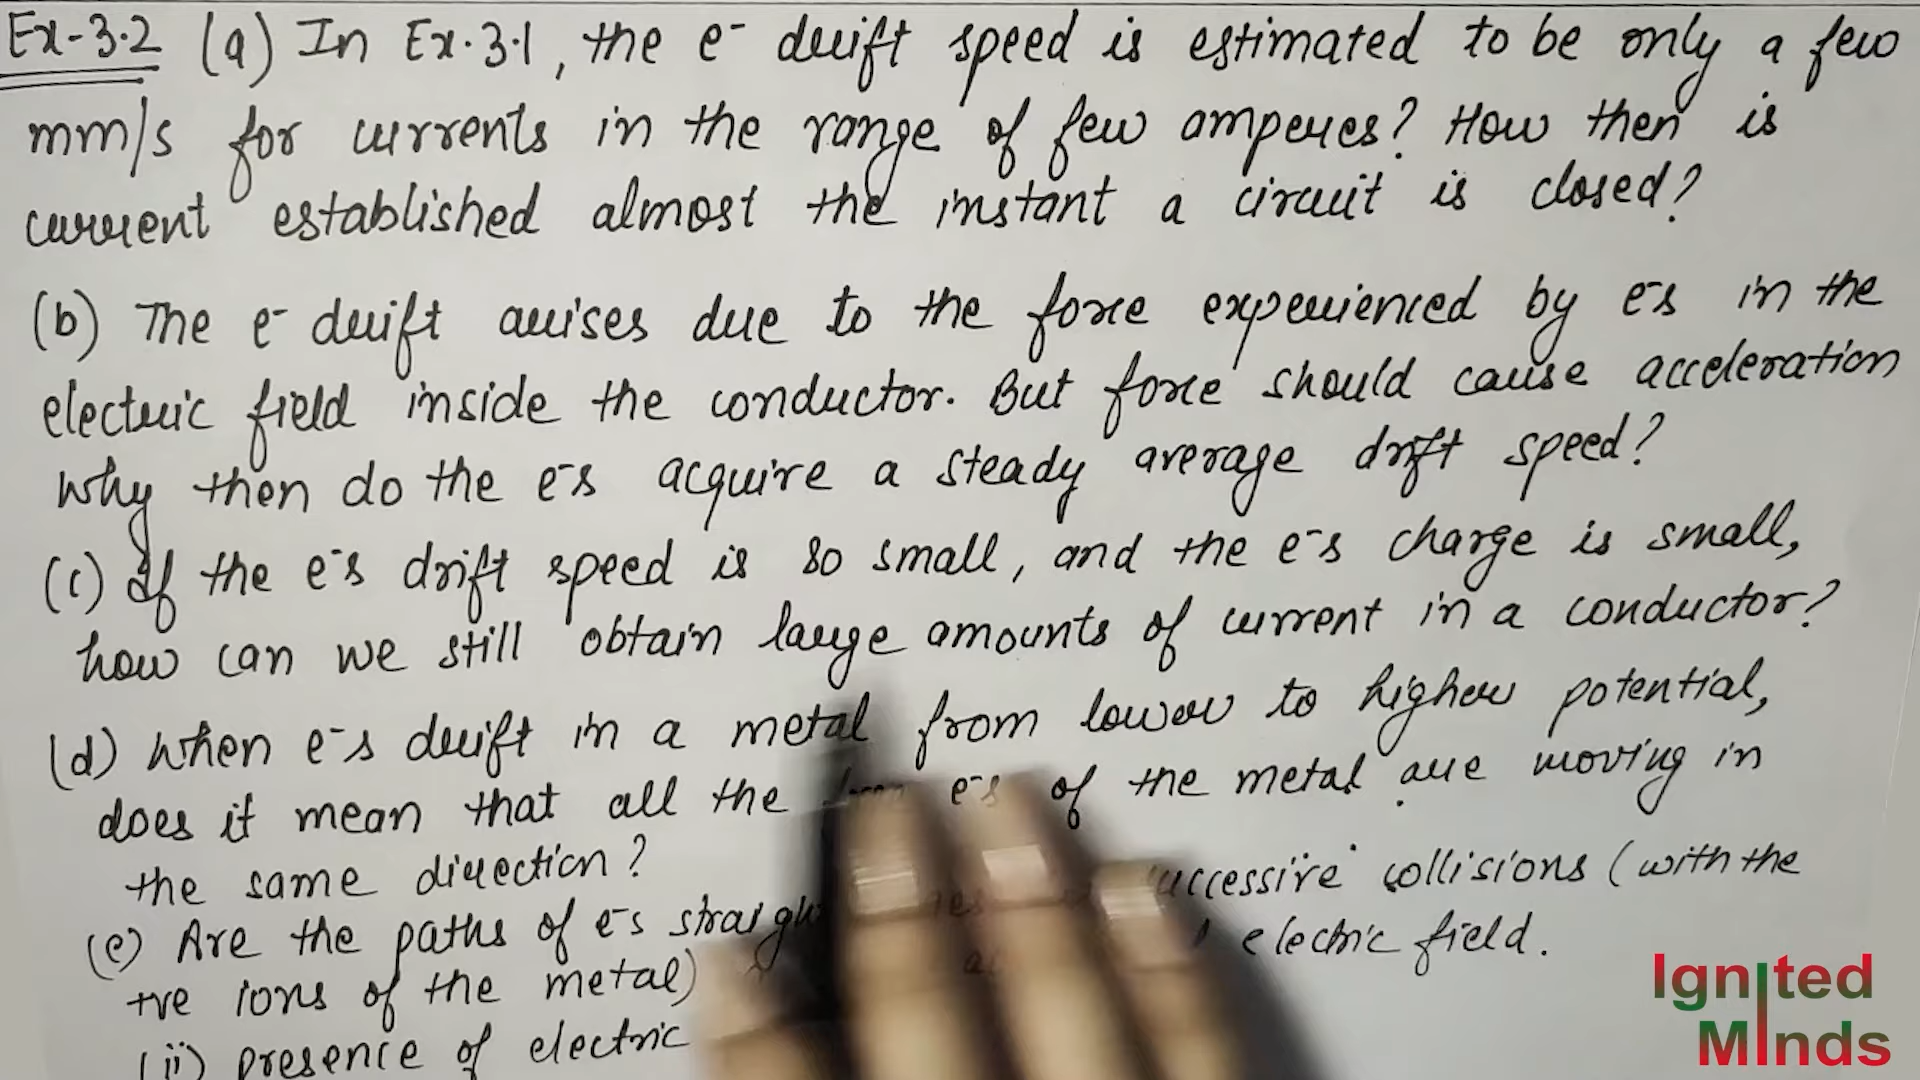 Ex-3.2 (a) In Ex.3.1, the e⁻ drift speed is estimated to be only a few
mm/s for currents in the range of few amperes? How then is
current established almost the instant a circuit is closed?
(b) The e⁻ drift arises due to the force experienced by e⁻s in the
electric field inside the conductor. But force should cause acceleration
Why then do the e⁻s acquire a steady average drift speed?
(c) If the e⁻s drift speed is so small, and the e⁻s charge is small,
how can we still obtain large amounts of current in a conductor?
(d) When e⁻s drift in a metal from lower to higher potential,
does it mean that all the e⁻s of the metal are moving in
the same direction?
(e) Are the paths of e⁻s collisions (with the
+ve ions of the metal) electric field.
(ii) presence of electric
Ignited
Minds